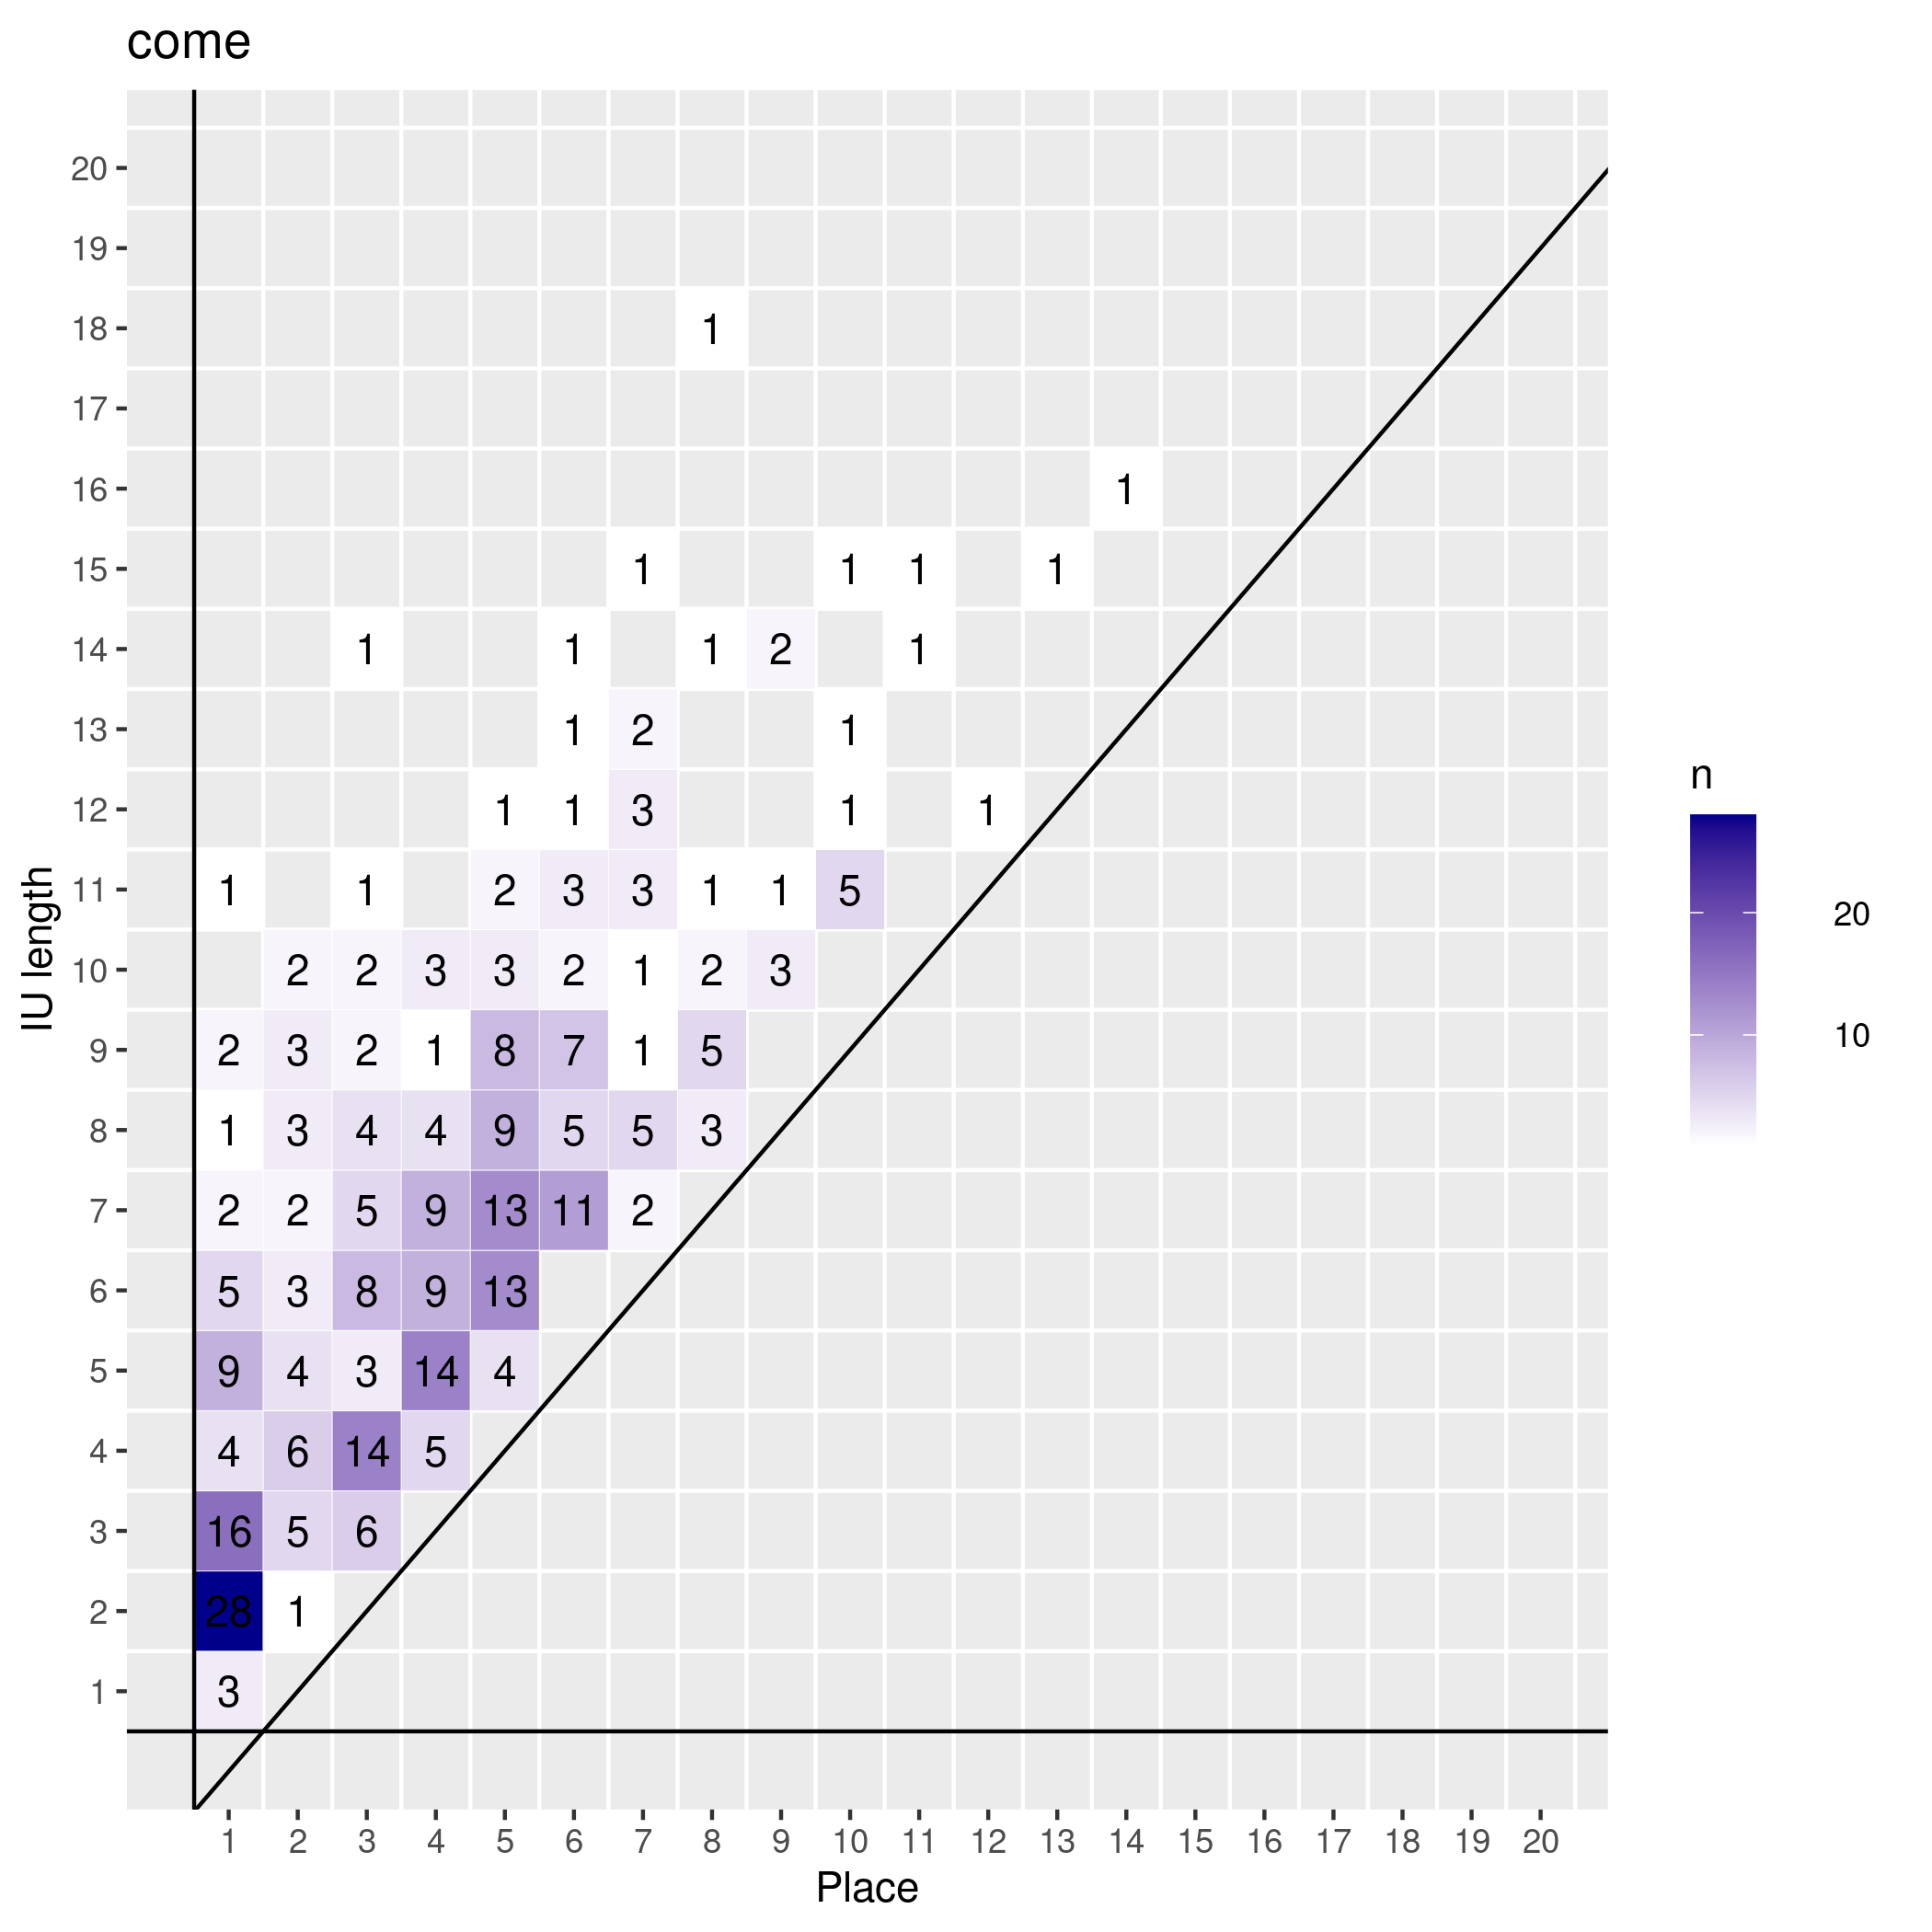 come
20
19
18 1
17
16 1
15 1 1 1 1
14 1 1 1 2 1
13 1 2 1
12 1 1 3 1 1
11 1 1 2 3 3 1 1 5
10 2 2 3 3 2 1 2 3
9 2 3 2 1 8 7 1 5
8 1 3 4 4 9 5 5 3
7 2 2 5 9 13 11 2
6 5 3 8 9 13
5 9 4 3 14 4
4 4 6 14 5
3 16 5 6
2 28 1
1 3
1 2 3 4 5 6 7 8 9 10 11 12 13 14 15 16 17 18 19 20
Place
IU length
n
20
10